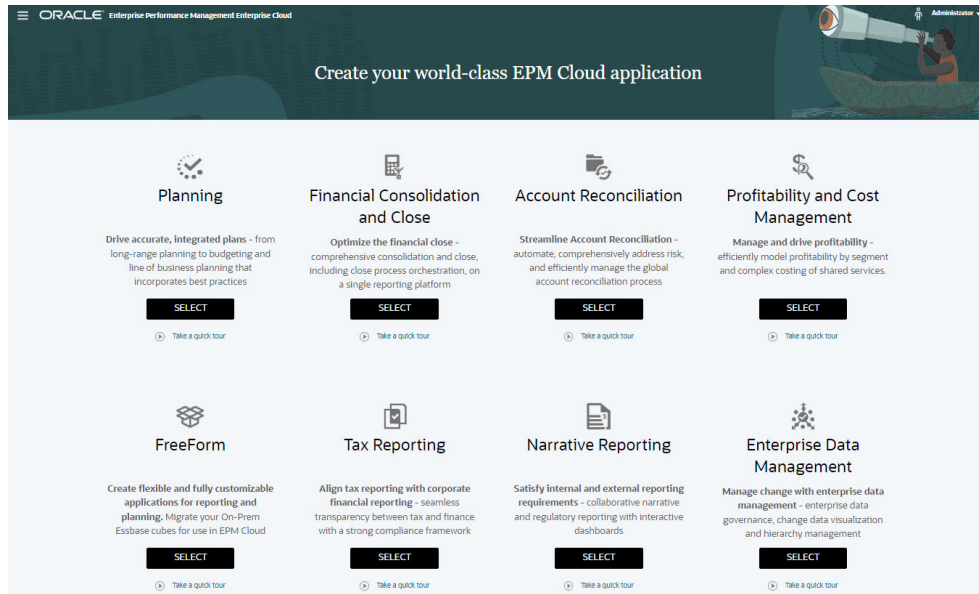 ORACLE Enterprise Performance Management Enterprise Cloud
Administrator
Create your world-class EPM Cloud application
Planning
Drive accurate, integrated plans - from
long-range planning to budgeting and
line of business planning that
incorporates best practices
SELECT
Take a quick tour
Financial Consolidation
and Close
Optimize the financial close -
comprehensive consolidation and close,
including close process orchestration, on
a single reporting platform
SELECT
Take a quick tour
Account Reconciliation
Streamline Account Reconciliation -
automate, comprehensively address risk,
and efficiently manage the global
account reconciliation process
SELECT
Take a quick tour
Profitability and Cost
Management
Manage and drive profitability -
efficiently model profitability by segment
and complex costing of shared services.
SELECT
Take a quick tour
FreeForm
Create flexible and fully customizable
applications for reporting and
planning. Migrate your On-Prem
Essbase cubes for use in EPM Cloud
SELECT
Take a quick tour
Tax Reporting
Align tax reporting with corporate
financial reporting - seamless
transparency between tax and finance
with a strong compliance framework
SELECT
Take a quick tour
Narrative Reporting
Satisfy internal and external reporting
requirements - collaborative narrative
and regulatory reporting with interactive
dashboards
SELECT
Take a quick tour
Enterprise Data
Management
Manage change with enterprise data
management - enterprise data
governance, change data visualization
and hierarchy management
SELECT
Take a quick tour